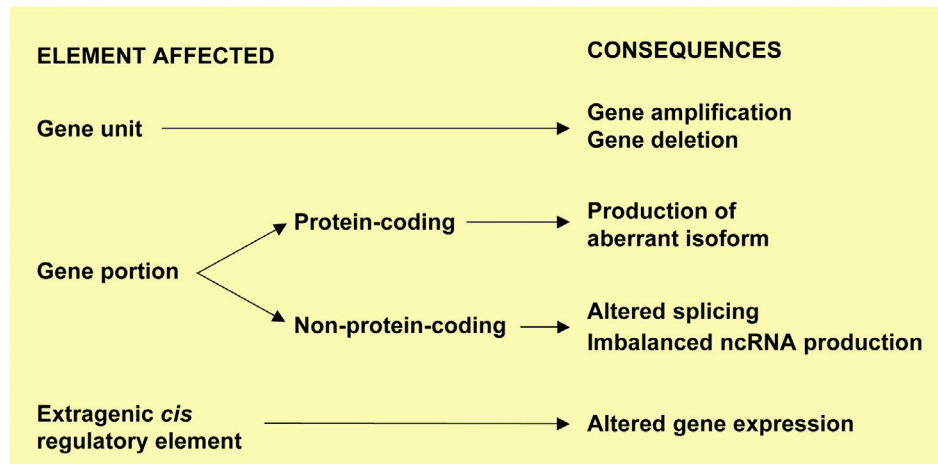 ELEMENT AFFECTED
CONSEQUENCES
Gene unit
Gene amplification
Gene deletion
Gene portion
Protein-coding
Production of
aberrant isoform
Non-protein-coding
Altered splicing
Imbalanced ncRNA production
Extragenic cis
regulatory element
Altered gene expression